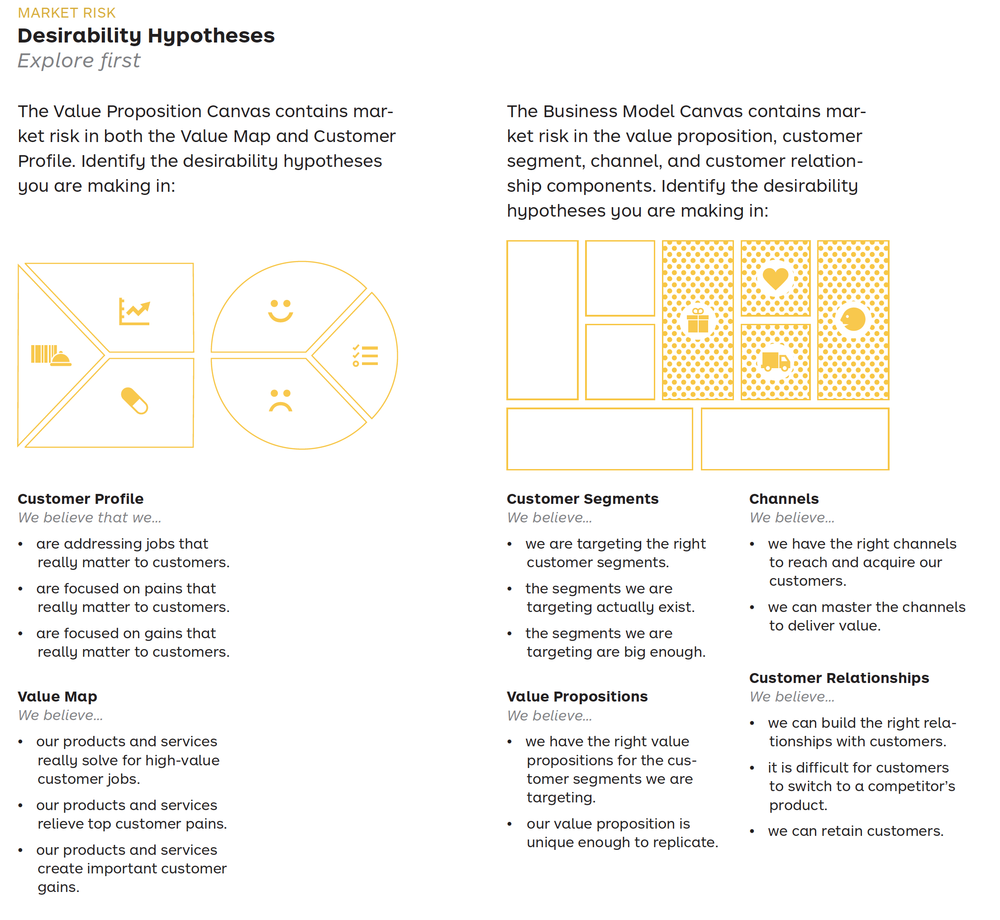 MARKET RISK
Desirability Hypotheses
Explore first
The Value Proposition Canvas contains mar-
ket risk in both the Value Map and Customer
Profile. Identify the desirability hypotheses
you are making in:
The Business Model Canvas contains mar-
ket risk in the value proposition, customer
segment, channel, and customer relation-
ship components. Identify the desirability
hypotheses you are making in:
Customer Profile
We believe that we…
• are addressing jobs that
really matter to customers.
• are focused on pains that
really matter to customers.
• are focused on gains that
really matter to customers.
Value Map
We believe…
• our products and services
really solve for high-value
customer jobs.
• our products and services
relieve top customer pains.
• our products and services
create important customer
gains.
Customer Segments
We believe…
• we are targeting the right
customer segments.
• the segments we are
targeting actually exist.
• the segments we are
targeting are big enough.
Value Propositions
We believe…
• we have the right value
propositions for the cus-
tomer segments we are
targeting.
• our value proposition is
unique enough to replicate.
Channels
We believe…
• we have the right channels
to reach and acquire our
customers.
• we can master the channels
to deliver value.
Customer Relationships
We believe…
• we can build the right rela-
tionships with customers.
• it is difficult for customers
to switch to a competitor’s
product.
• we can retain customers.